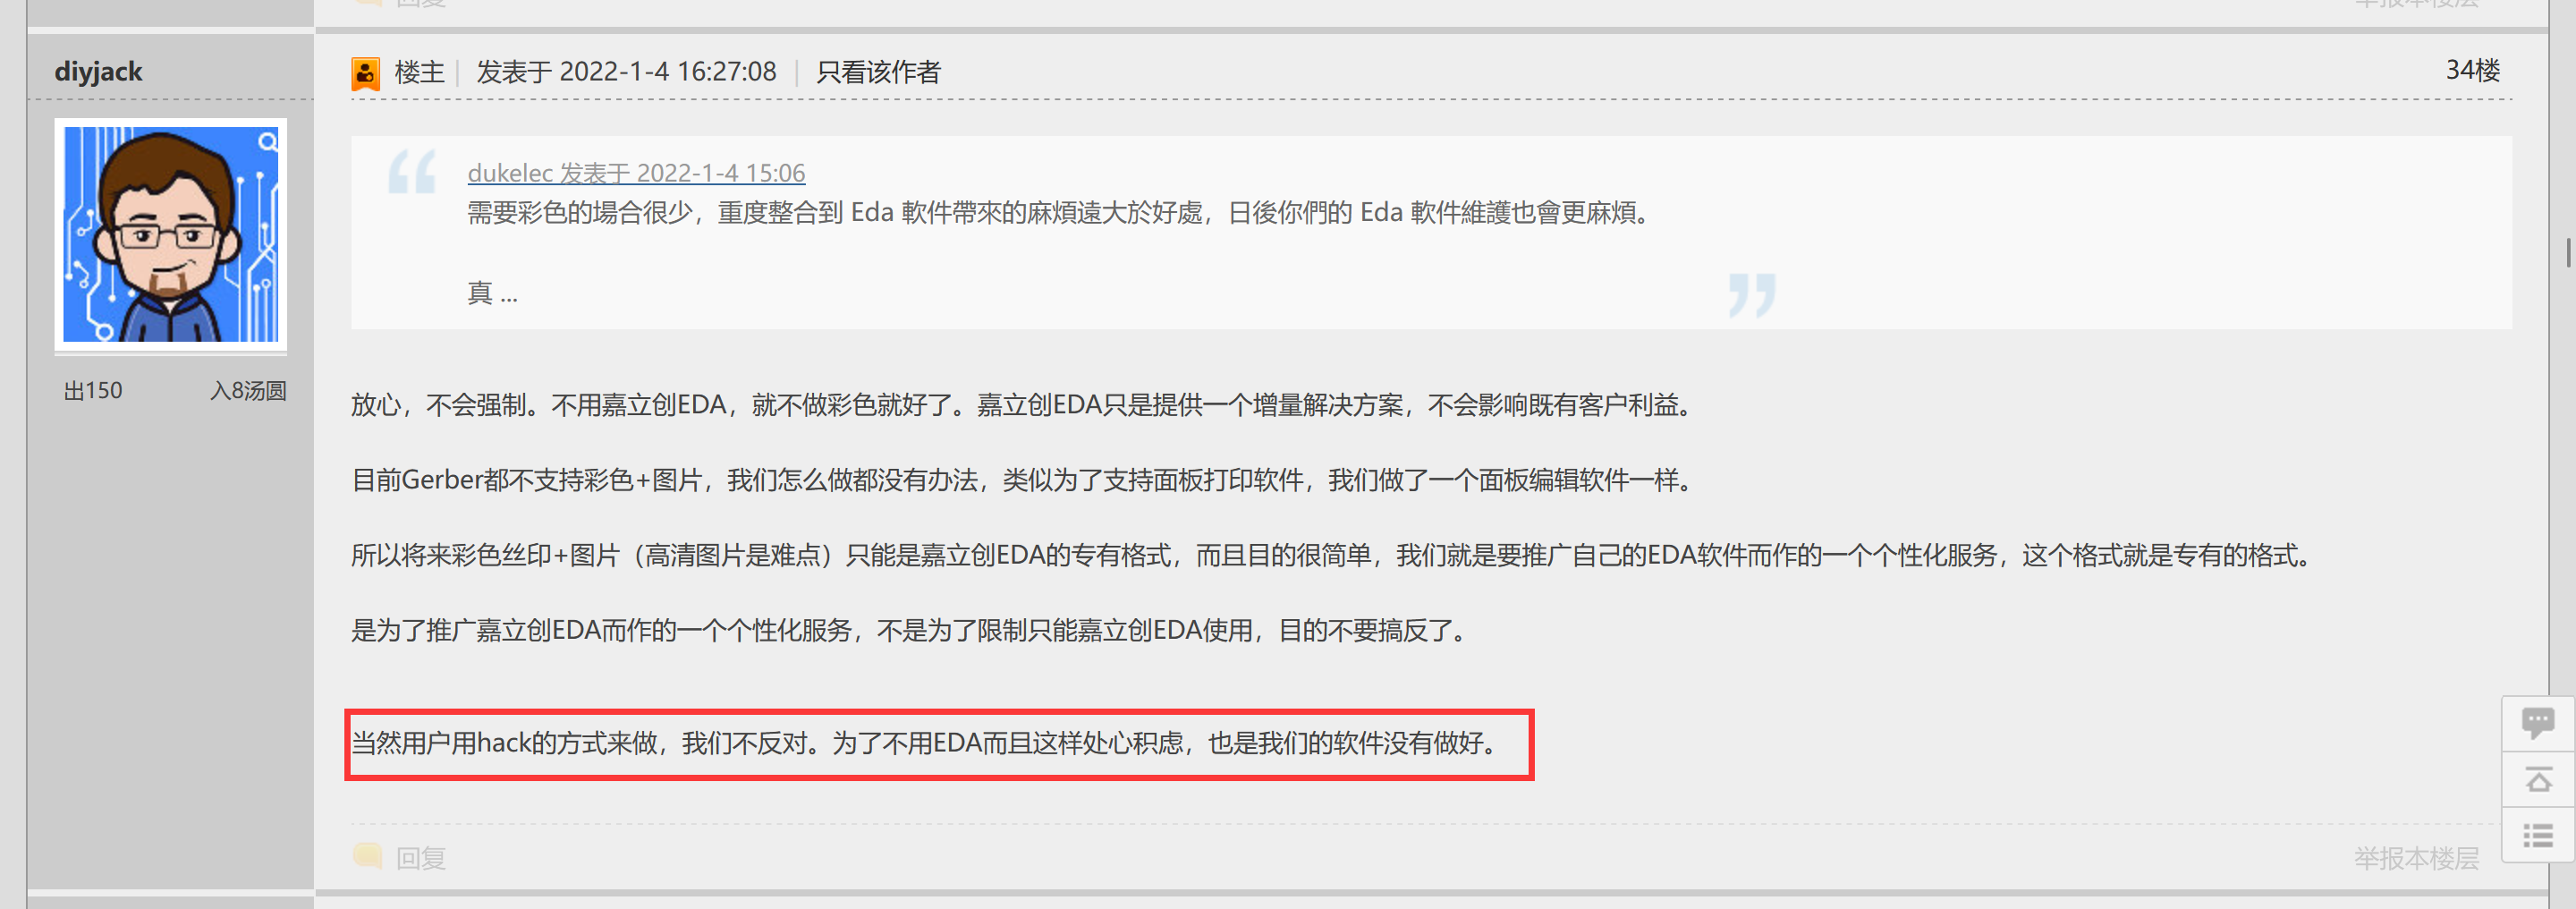 回复
举报本楼层
diyjack
楼主 | 发表于 2022-1-4 16:27:08 | 只看该作者
34楼
出150 入8汤圆
dukelec 发表于 2022-1-4 15:06
需要彩色的場合很少，重度整合到 Eda 軟件帶來的麻煩遠大於好處，日後你們的 Eda 軟件維護也會更麻煩。
真 ...
放心，不会强制。不用嘉立创EDA，就不做彩色就好了。嘉立创EDA只是提供一个增量解决方案，不会影响既有客户利益。
目前Gerber都不支持彩色+图片，我们怎么做都没有办法，类似为了支持面板打印软件，我们做了一个面板编辑软件一样。
所以将来彩色丝印+图片（高清图片是难点）只能是嘉立创EDA的专有格式，而且目的很简单，我们就是要推广自己的EDA软件而作的一个个性化服务，这个格式就是专有的格式。
是为了推广嘉立创EDA而作的一个个性化服务，不是为了限制只能嘉立创EDA使用，目的不要搞反了。
当然用户用hack的方式来做，我们不反对。为了不用EDA而且这样处心积虑，也是我们的软件没有做好。
回复
举报本楼层